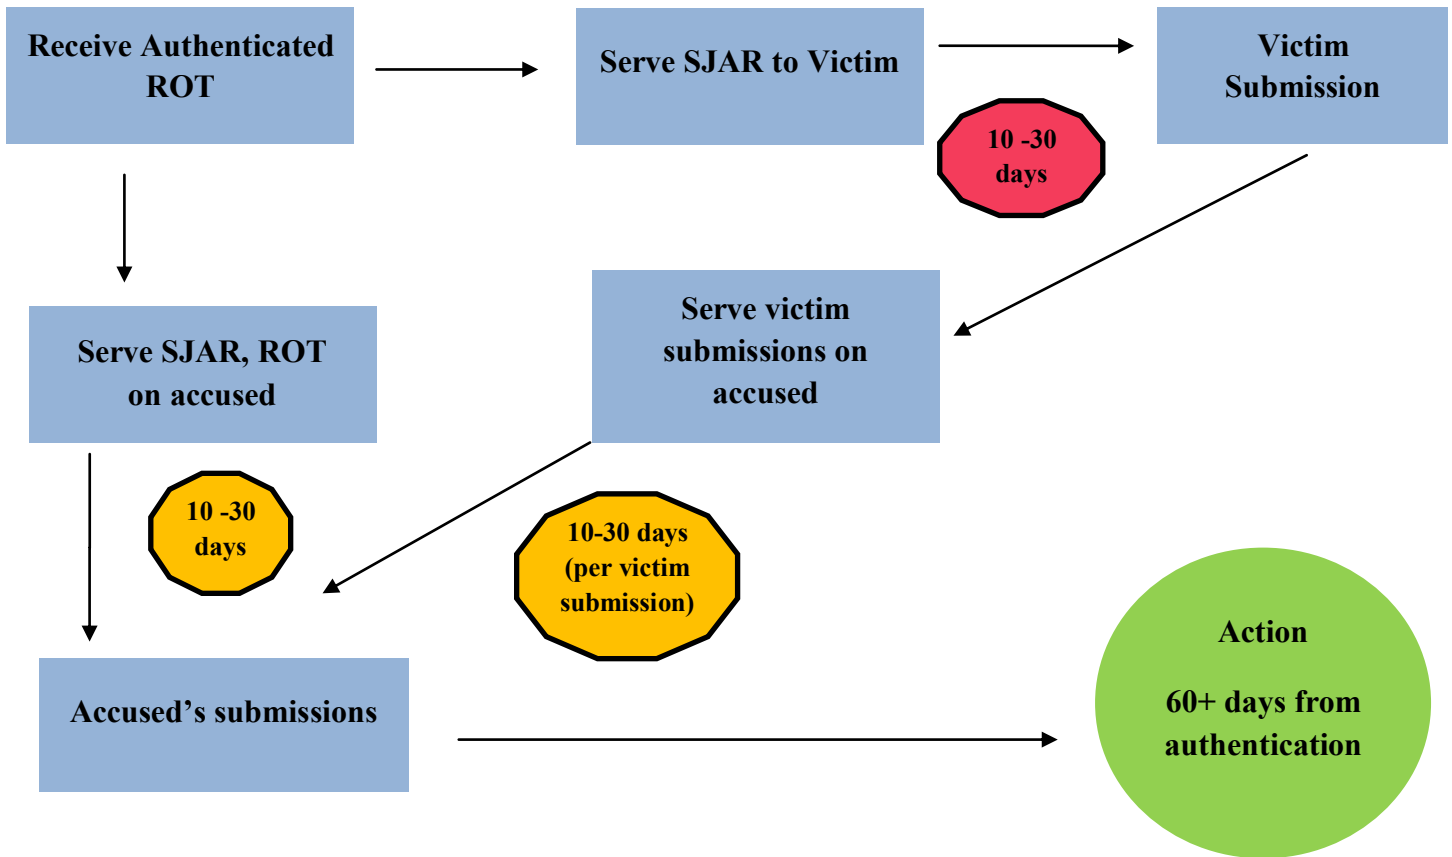 Receive Authenticated
ROT
Serve SJAR to Victim
Victim
Submission
10 -30
days
Serve victim
submissions on
accused
Serve SJAR, ROT
on accused
10 -30
days
10-30 days
(per victim
submission)
Action
60+ days from
authentication
Accused’s submissions